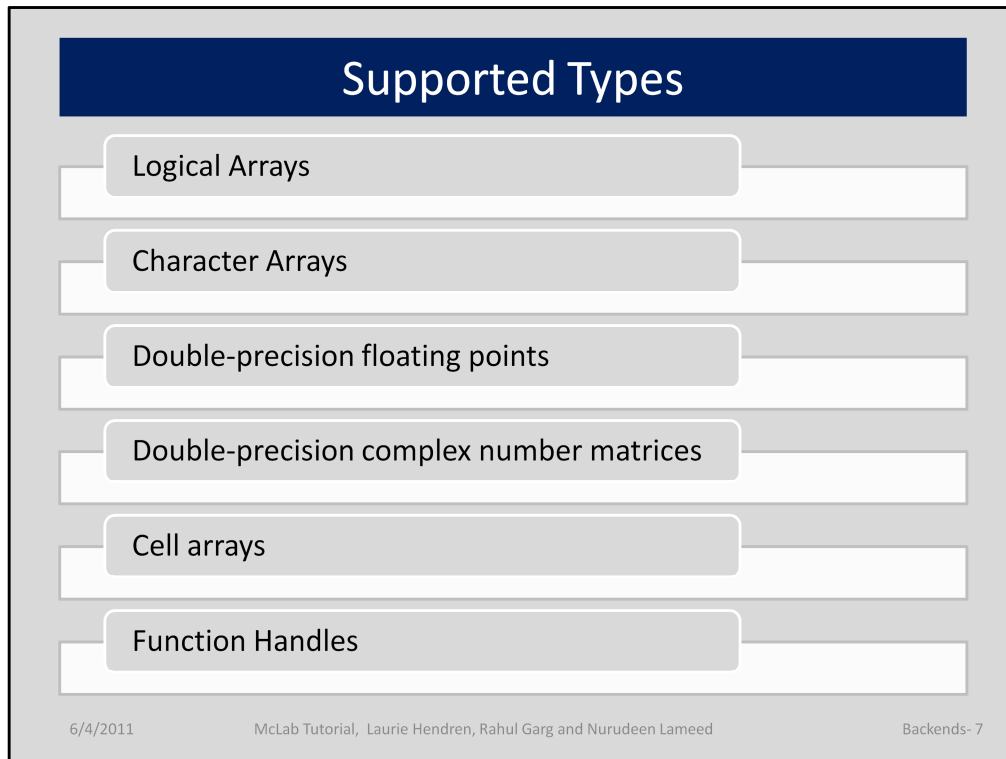 Supported Types
Logical Arrays
Character Arrays
Double-precision floating points
Double-precision complex number matrices
Cell arrays
Function Handles
6/4/2011 McLab Tutorial, Laurie Hendren, Rahul Garg and Nurudeen Lameed Backends- 7